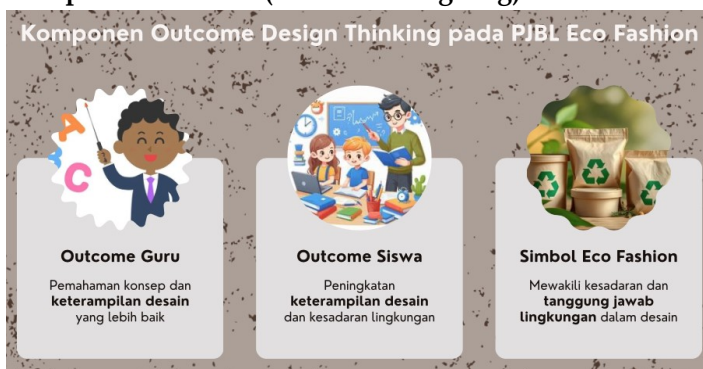 Komponen Outcome Design Thinking pada PJBL Eco Fashion
A
C
Outcome Guru
Pemahaman konsep dan
keterampilan desain
yang lebih baik
Outcome Siswa
Peningkatan
keterampilan desain
dan kesadaran lingkungan
Simbol Eco Fashion
Mewakili kesadaran dan
tanggung jawab
lingkungan dalam desain